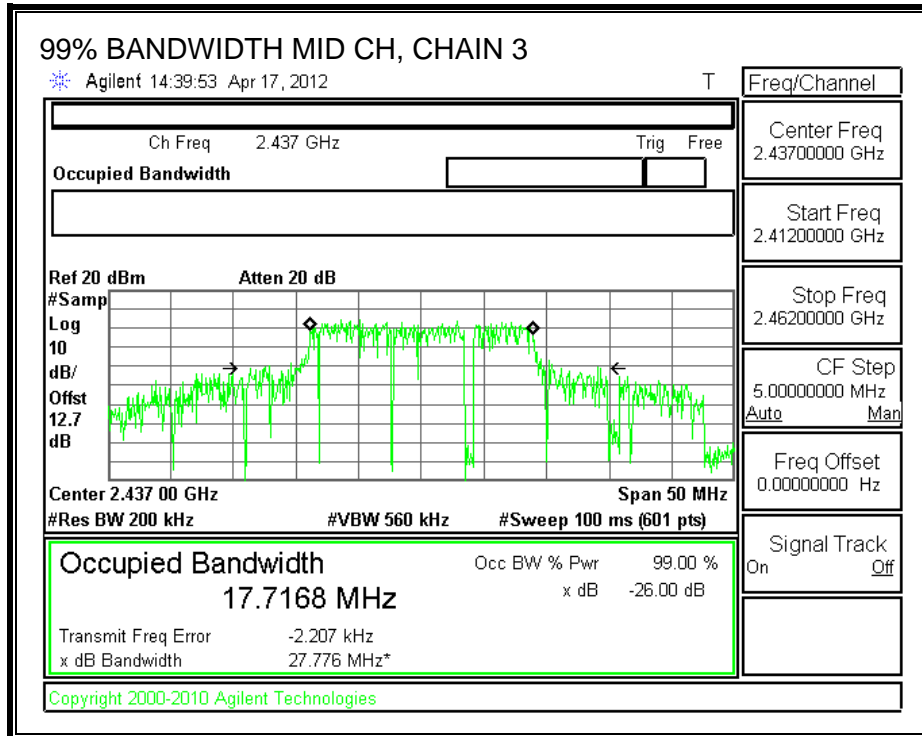 99% BANDWIDTH MID CH, CHAIN 3
Agilent 14:39:53 Apr 17, 2012 T
Freq/Channel
Ch Freq 2.437 GHz Trig Free
Occupied Bandwidth
Center Freq
2.43700000 GHz
Start Freq
2.41200000 GHz
Stop Freq
2.46200000 GHz
CF Step
5.00000000 MHz
Auto Man
Freq Offset
0.00000000 Hz
Signal Track
On Off
Ref 20 dBm Atten 20 dB
#Samp
Log
10
dB/
Offst
12.7
dB
Center 2.437 00 GHz Span 50 MHz
#Res BW 200 kHz #VBW 560 kHz #Sweep 100 ms (601 pts)
Occupied Bandwidth Occ BW % Pwr 99.00 %
17.7168 MHz x dB -26.00 dB
Transmit Freq Error -2.207 kHz
x dB Bandwidth 27.776 MHz*
Copyright 2000-2010 Agilent Technologies